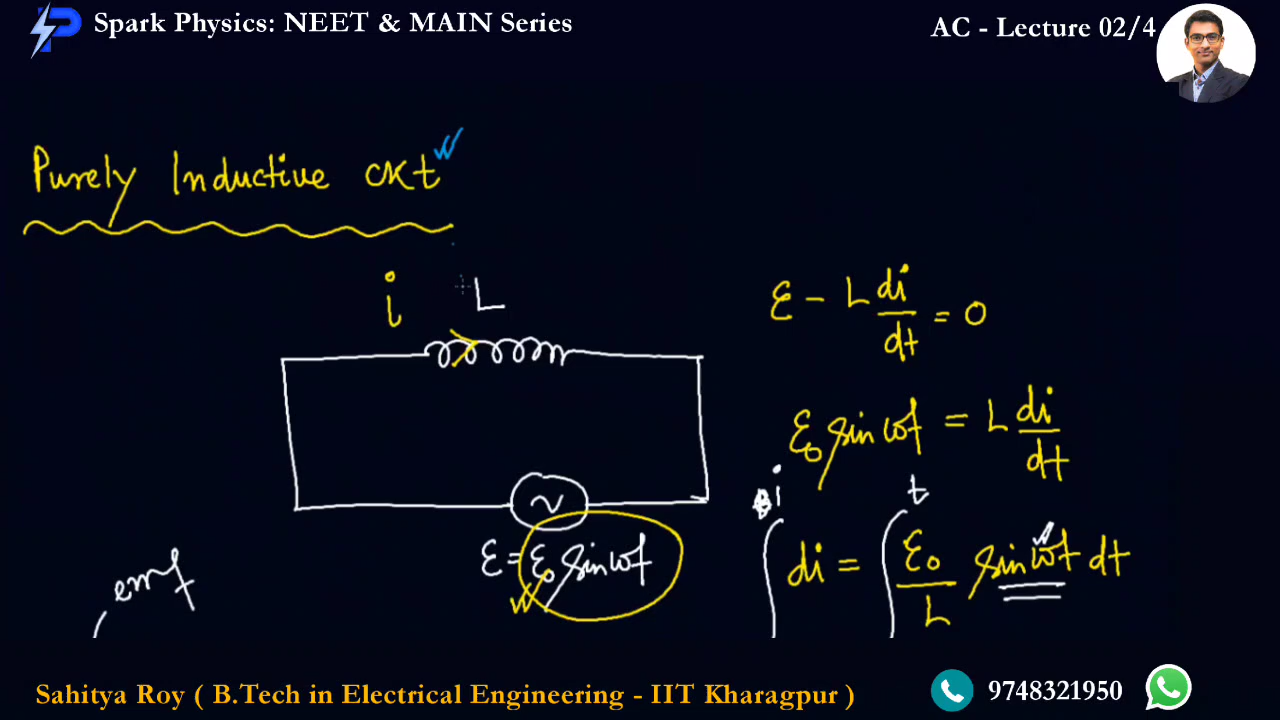 Spark Physics: NEET & MAIN Series
AC - Lecture 02/4
Purely Inductive ckt
i L
ε - L di/dt = 0
ε₀ sin ωt = L di/dt
ε = ε₀ sin ωt
∫ⁱ di = ∫ᵗ ε₀/L sin ωt dt
emf
Sahitya Roy ( B.Tech in Electrical Engineering - IIT Kharagpur )
9748321950